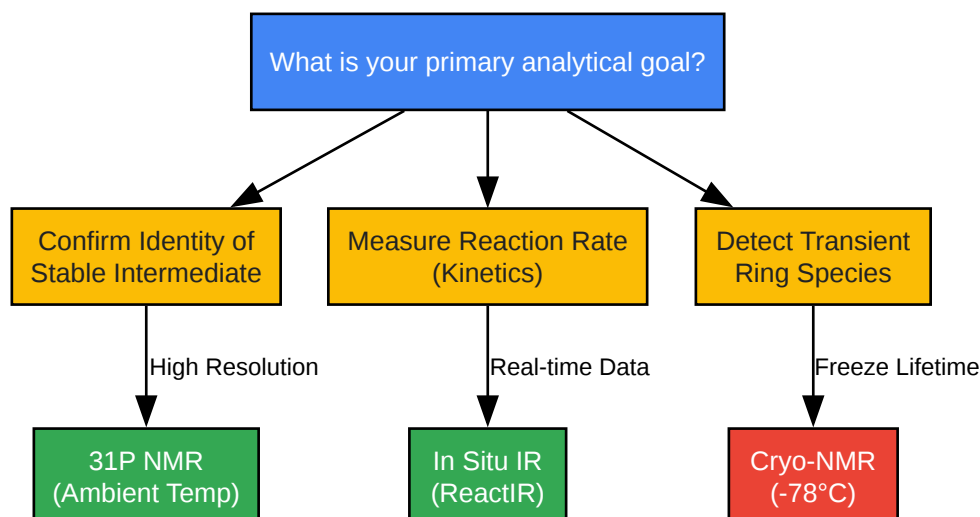 What is your primary analytical goal?
Confirm Identity of
Stable Intermediate
Measure Reaction Rate
(Kinetics)
Detect Transient
Ring Species
High Resolution
Real-time Data
Freeze Lifetime
31P NMR
(Ambient Temp)
In Situ IR
(ReactIR)
Cryo-NMR
(-78°C)